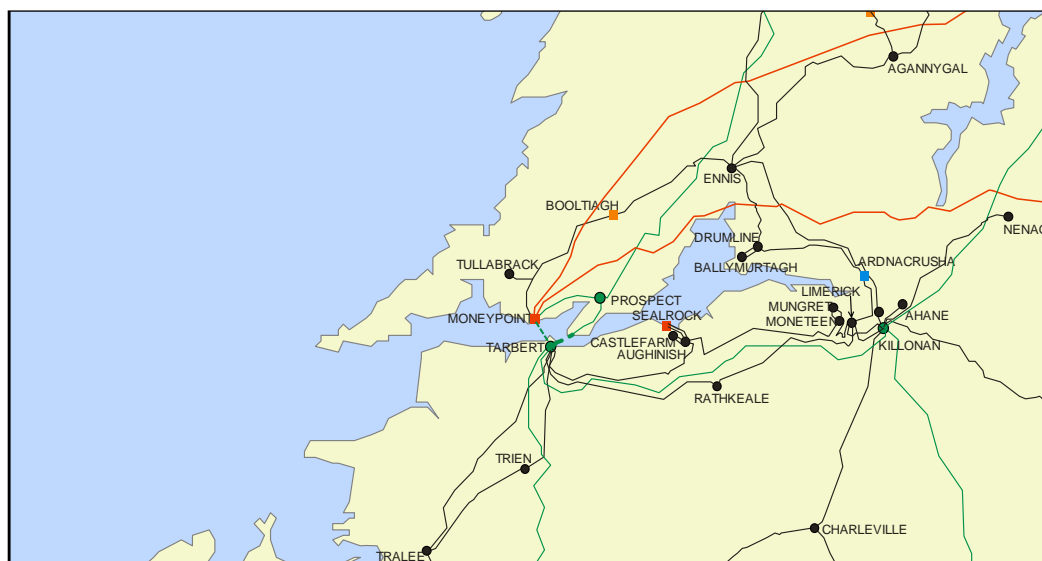 AGANNYGAL
ENNIS
BOOLTIAGH
NENAG
DRUMLINE
BALLYMURTAGH
ARDNACRUSHA
TULLABRACK
LIMERICK
PROSPECT
MUNGRET
AHANE
MONEYPOINT
SEALROCK
MONETEEN
TARBERT
CASTLEFARM
KILLONAN
AUGHINISH
RATHKEALE
TRIEN
CHARLEVILLE
TRALEE